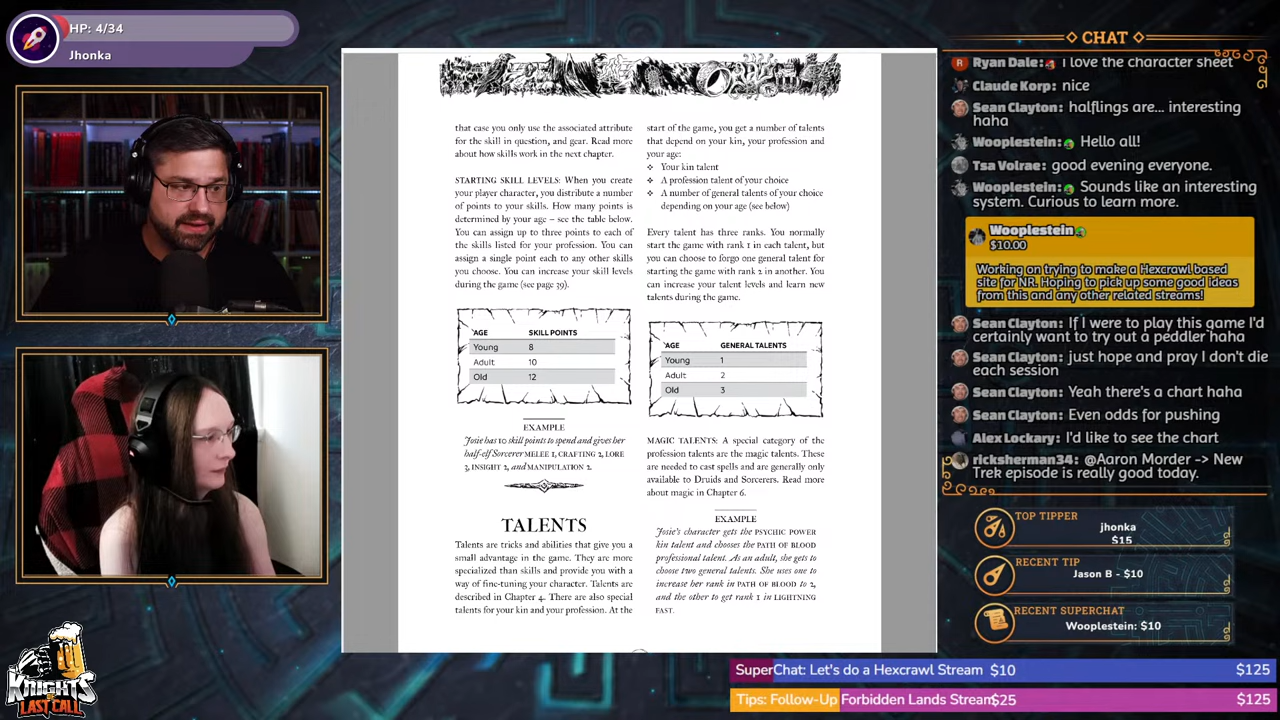 HP: 4/34
Jhonka
that case you only use the associated attribute
for the skill in question, and gear. Read more
about how skills work in the next chapter.
STARTING SKILL LEVELS: When you create
your player character, you distribute a number
of points to your skills. How many points is
determined by your age – see the table below.
You can assign up to three points to each of
the skills listed for your profession. You can
assign a single point each to any other skills
you choose. You can increase your skill levels
during the game (see page 39).
AGE SKILL POINTS
Young 8
Adult 10
Old 12
EXAMPLE
Josie has 10 skill points to spend and gives her
half-elf Sorcerer MELEE 1, CRAFTING 2, LORE
3, INSIGHT 2, and MANIPULATION 2.
TALENTS
Talents are tricks and abilities that give you a
small advantage in the game. They are more
specialized than skills and provide you with a
way of fine-tuning your character. Talents are
described in Chapter 4. There are also special
talents for your kin and your profession. At the
start of the game, you get a number of talents
that depend on your kin, your profession and
your age:
❖ Your kin talent
❖ A profession talent of your choice
❖ A number of general talents of your choice
depending on your age (see below)
Every talent has three ranks. You normally
start the game with rank 1 in each talent, but
you can choose to forgo one general talent for
starting the game with rank 2 in another. You
can increase your talent levels and learn new
talents during the game.
AGE GENERAL TALENTS
Young 1
Adult 2
Old 3
MAGIC TALENTS: A special category of the
profession talents are the magic talents. These
are needed to cast spells and are generally only
available to Druids and Sorcerers. Read more
about magic in Chapter 6.
EXAMPLE
Josie's character gets the PSYCHIC POWER
kin talent and chooses the PATH OF BLOOD
professional talent. As an adult, she gets to
choose two general talents. She uses one to
increase her rank in PATH OF BLOOD to 2,
and the other to get rank 1 in LIGHTNING
FAST.
CHAT
R Ryan Dale: I love the character sheet
Claude Korp: nice
Sean Clayton: halflings are... interesting
haha
Wooplestein: Hello all!
Tsa Volrae: good evening everyone.
Wooplestein: Sounds like an interesting
system. Curious to learn more.
Wooplestein
$10.00
Working on trying to make a Hexcrawl based
site for NR. Hoping to pick up some good ideas
from this and any other related streams!
Sean Clayton: If I were to play this game I'd
certainly want to try out a peddler haha
Sean Clayton: just hope and pray I don't die
each session
Sean Clayton: Yeah there's a chart haha
Sean Clayton: Even odds for pushing
Alex Lockary: I'd like to see the chart
ricksherman34: @Aaron Morder -> New
Trek episode is really good today.
TOP TIPPER
jhonka
$15
RECENT TIP
Jason B - $10
RECENT SUPERCHAT
Wooplestein: $10
KNIGHTS
OF
LAST CALL
SuperChat: Let's do a Hexcrawl Stream $10 $125
Tips: Follow-Up Forbidden Lands Stream $25 $125